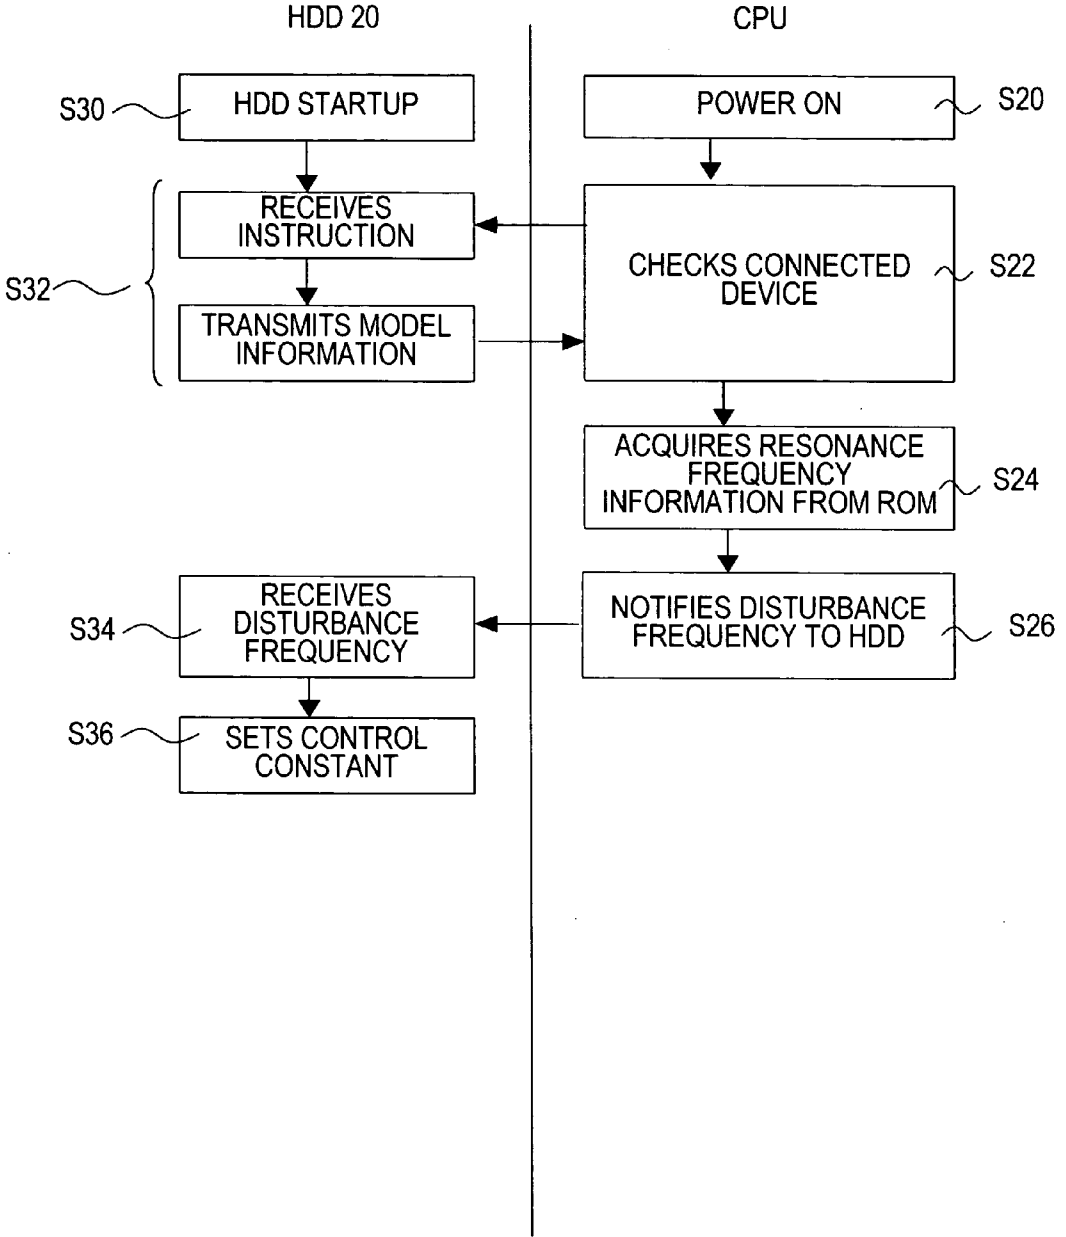 HDD 20
CPU
S30
HDD STARTUP
POWER ON
S20
S32
RECEIVES
INSTRUCTION
TRANSMITS MODEL
INFORMATION
CHECKS CONNECTED
DEVICE
S22
ACQUIRES RESONANCE
FREQUENCY
INFORMATION FROM ROM
S24
S34
RECEIVES
DISTURBANCE
FREQUENCY
NOTIFIES DISTURBANCE
FREQUENCY TO HDD
S26
S36
SETS CONTROL
CONSTANT